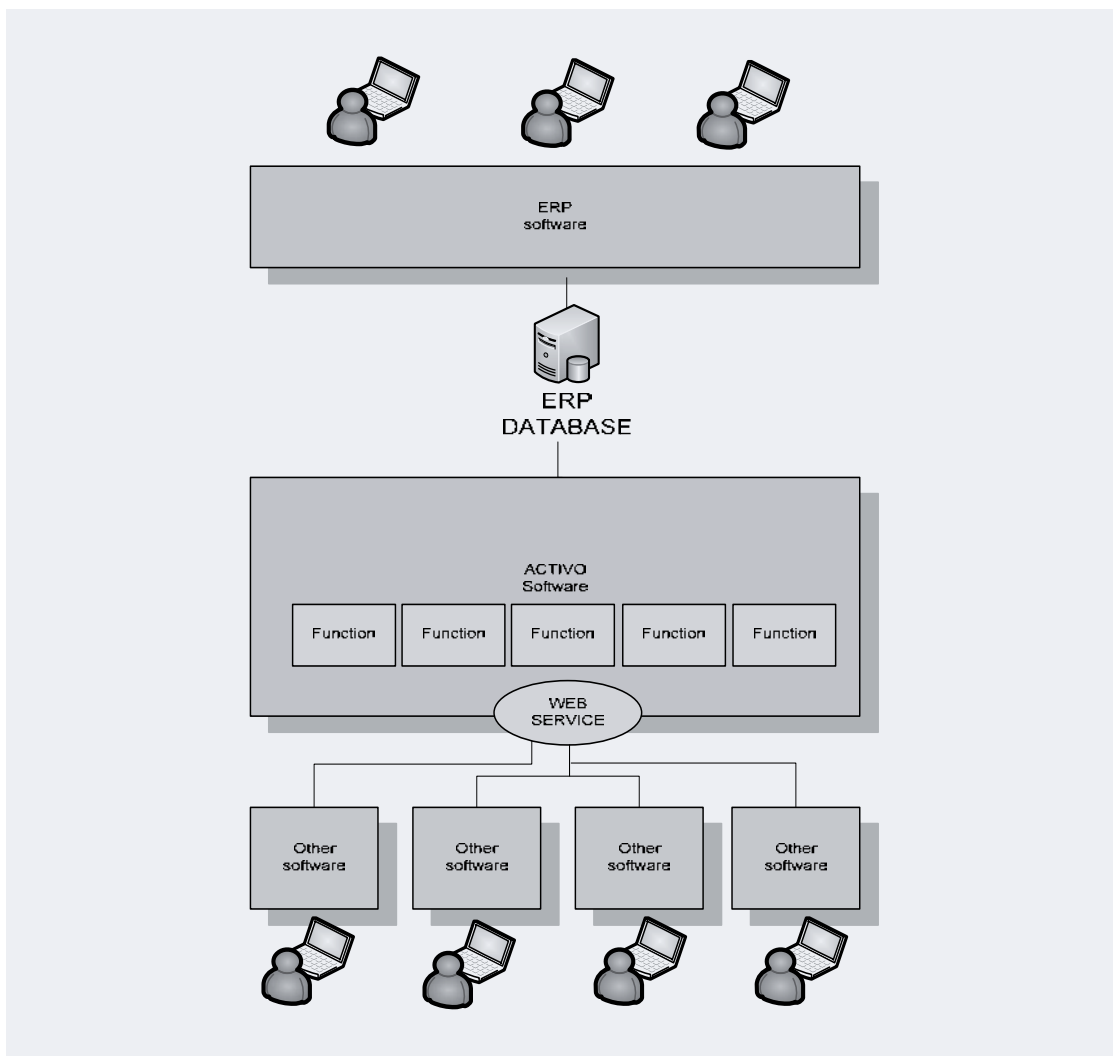 ERP
software
ERP
DATABASE
ACTIVO
Software
Function Function Function Function Function
WEB
SERVICE
Other
software
Other
software
Other
software
Other
software